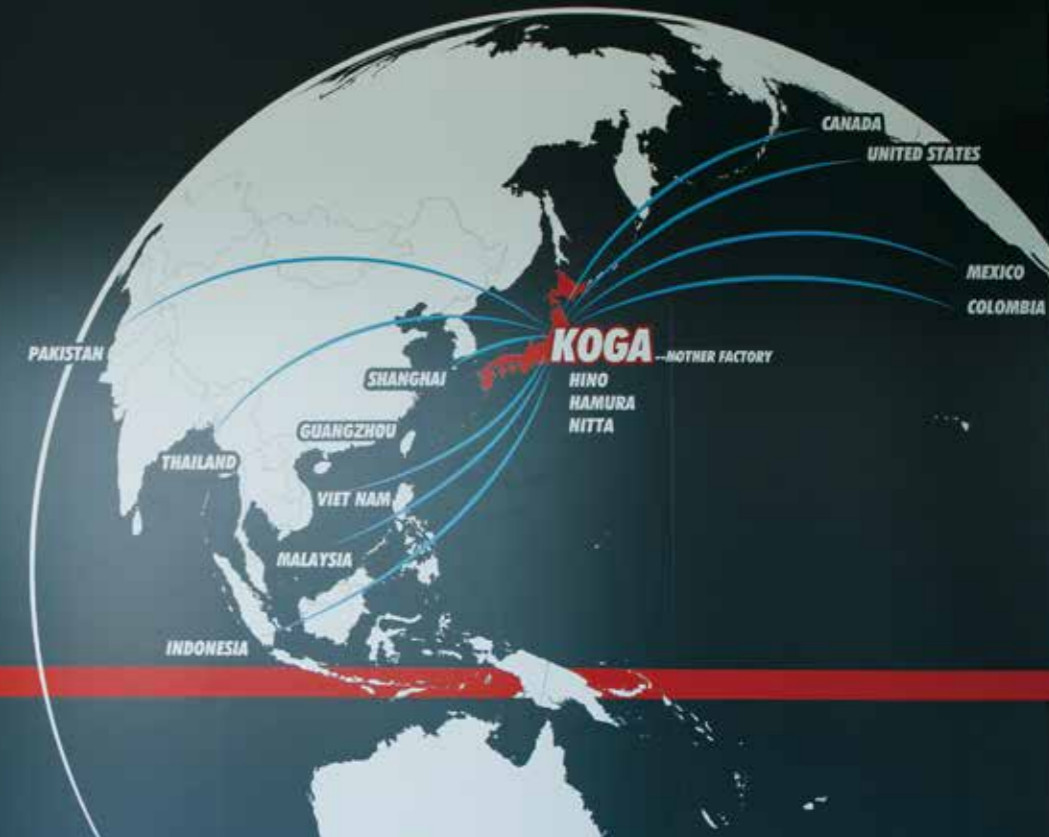 CANADA
UNITED STATES
MEXICO
COLOMBIA
PAKISTAN
KOGA ---MOTHER FACTORY
SHANGHAI
HINO
HAMURA
GUANGZHOU
NITTA
THAILAND
VIET NAM
MALAYSIA
INDONESIA